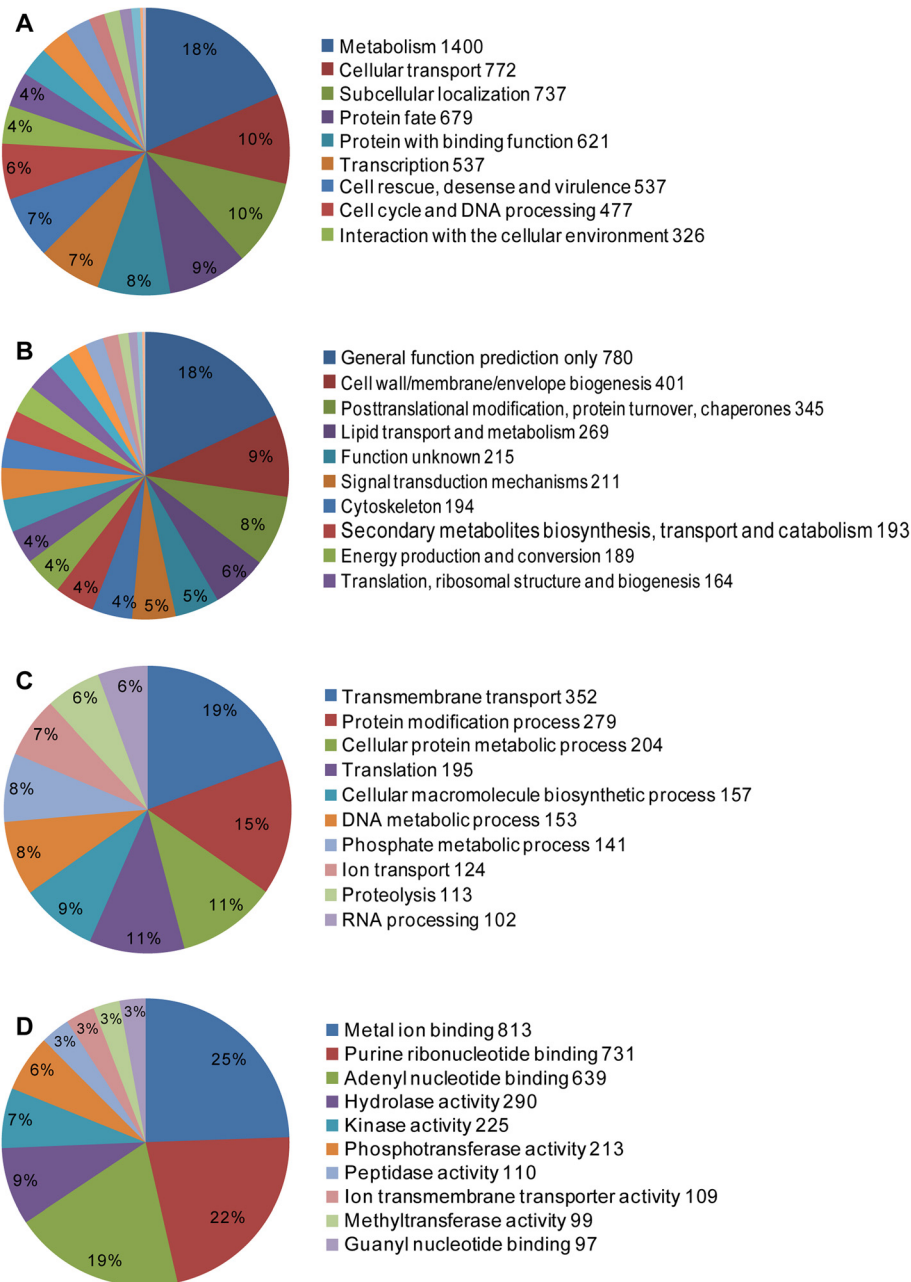 A
18%
10%
10%
9%
8%
7%
7%
6%
4%
4%
Metabolism 1400
Cellular transport 772
Subcellular localization 737
Protein fate 679
Protein with binding function 621
Transcription 537
Cell rescue, desense and virulence 537
Cell cycle and DNA processing 477
Interaction with the cellular environment 326
B
18%
9%
8%
6%
5%
5%
4%
4%
4%
4%
General function prediction only 780
Cell wall/membrane/envelope biogenesis 401
Posttranslational modification, protein turnover, chaperones 345
Lipid transport and metabolism 269
Function unknown 215
Signal transduction mechanisms 211
Cytoskeleton 194
Secondary metabolites biosynthesis, transport and catabolism 193
Energy production and conversion 189
Translation, ribosomal structure and biogenesis 164
C
19%
15%
11%
11%
9%
8%
8%
7%
6%
6%
Transmembrane transport 352
Protein modification process 279
Cellular protein metabolic process 204
Translation 195
Cellular macromolecule biosynthetic process 157
DNA metabolic process 153
Phosphate metabolic process 141
Ion transport 124
Proteolysis 113
RNA processing 102
D
25%
22%
19%
9%
7%
6%
3%
3%
3%
3%
Metal ion binding 813
Purine ribonucleotide binding 731
Adenyl nucleotide binding 639
Hydrolase activity 290
Kinase activity 225
Phosphotransferase activity 213
Peptidase activity 110
Ion transmembrane transporter activity 109
Methyltransferase activity 99
Guanyl nucleotide binding 97